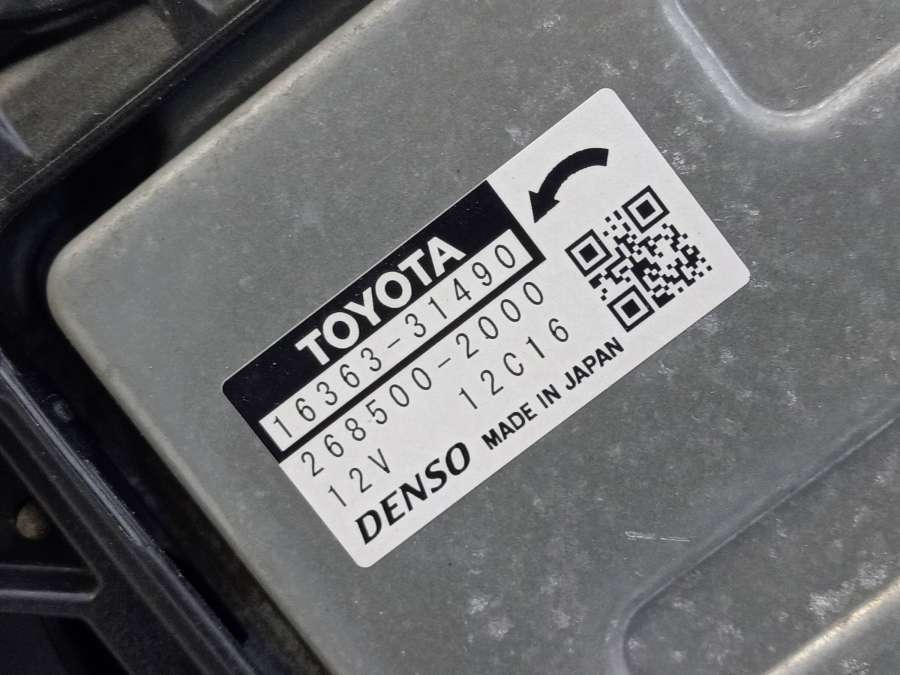 TOYOTA
16363-31490
268500-2000
12V 12C16
DENSO MADE IN JAPAN